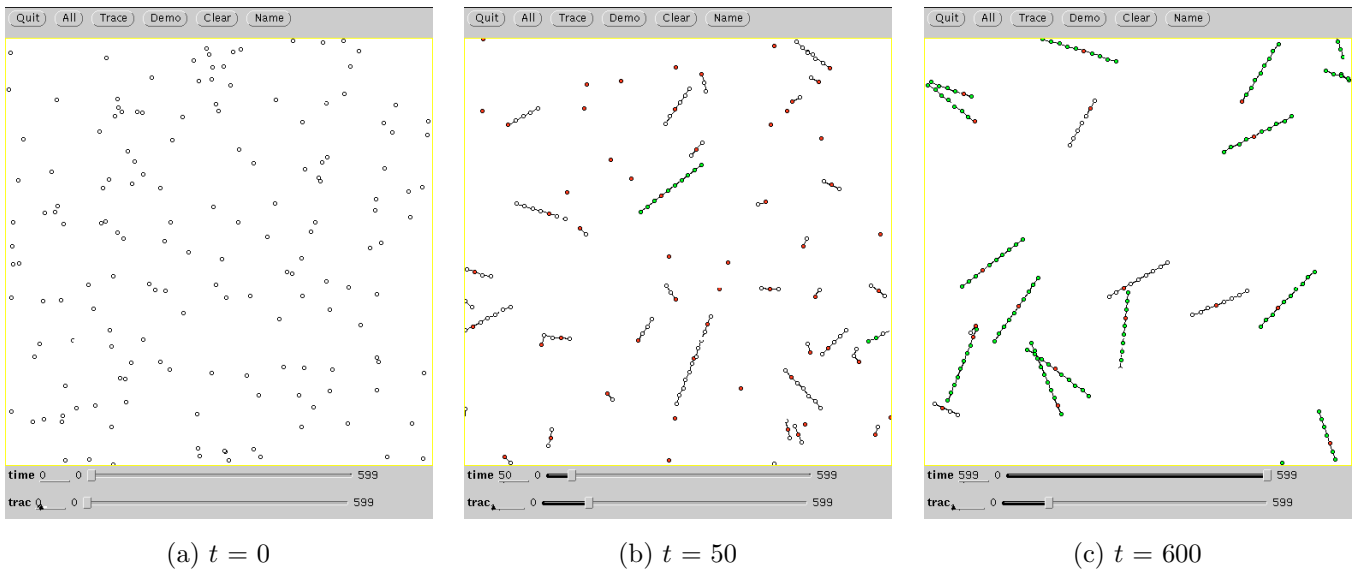 Quit All Trace Demo Clear Name
time 0 0 599
trac 0 0 599
(a) t = 0
Quit All Trace Demo Clear Name
time 50 0 599
trac 0 599
(b) t = 50
Quit All Trace Demo Clear Name
time 599 0 599
trac 0 599
(c) t = 600